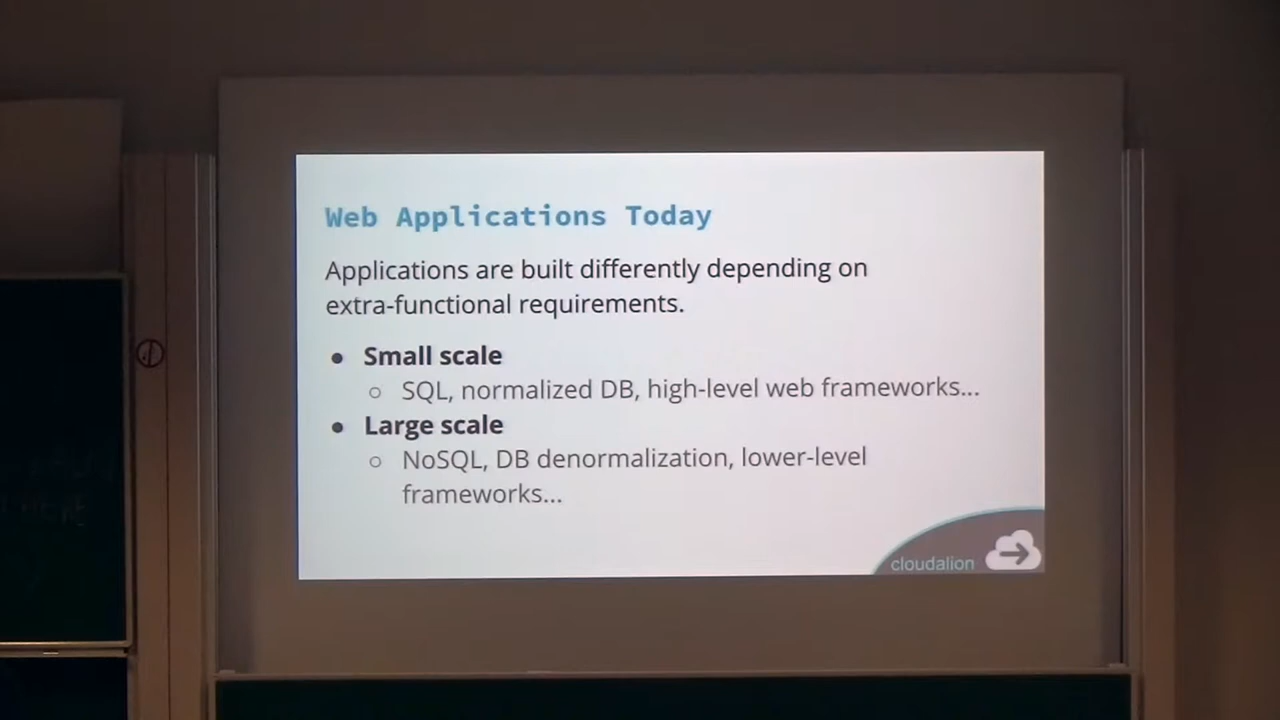 Web Applications Today
Applications are built differently depending on
extra-functional requirements.
● Small scale
○ SQL, normalized DB, high-level web frameworks...
● Large scale
○ NoSQL, DB denormalization, lower-level
frameworks...
cloudalion